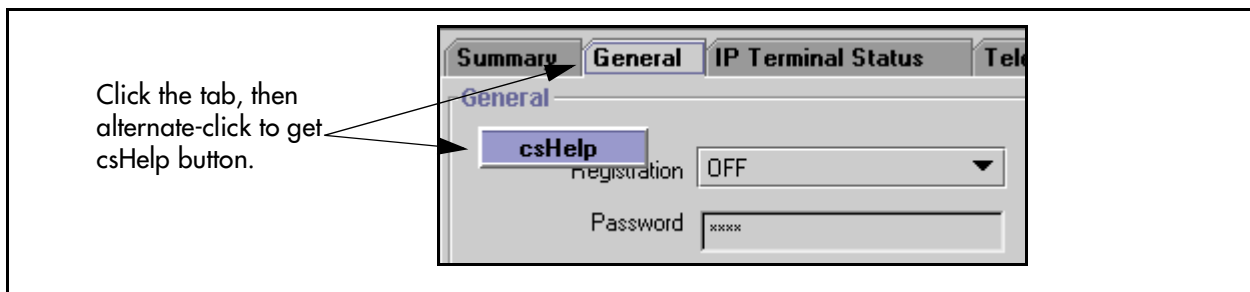 Summary General IP Terminal Status Tele
General
Click the tab, then
alternate-click to get
csHelp button.
csHelp
Registration OFF
Password ****